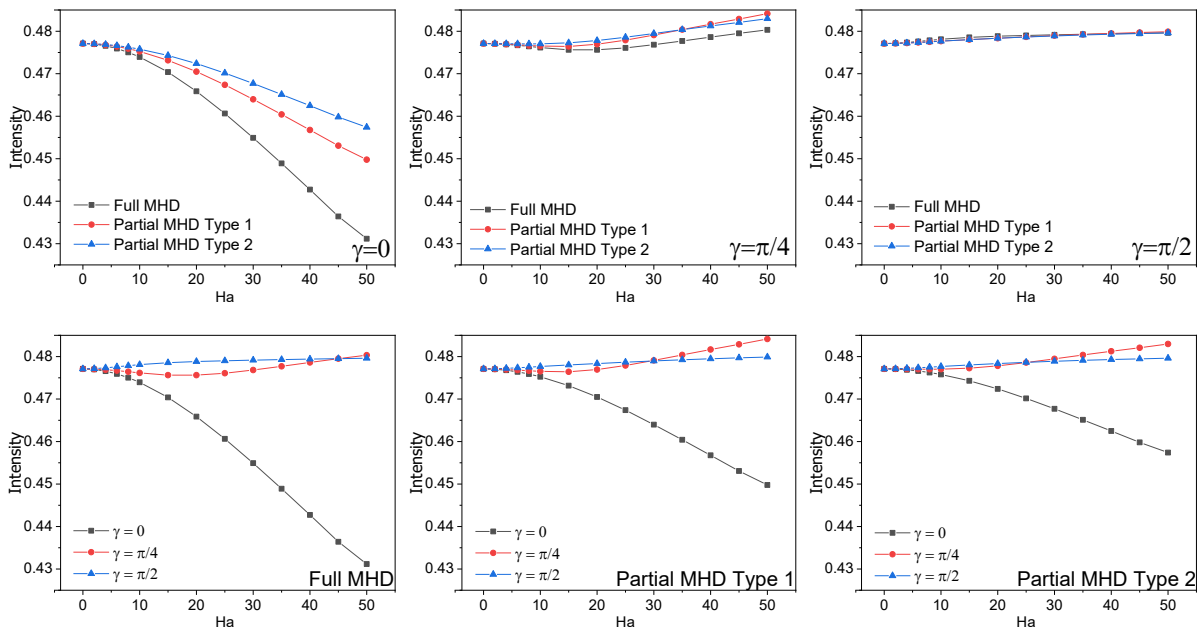 0.48
0.47
0.46
0.45
0.44
0.43
Intensity
Full MHD
Partial MHD Type 1
Partial MHD Type 2
γ=0
0 10 20 30 40 50
Ha
0.48
0.47
0.46
0.45
0.44
0.43
Intensity
Full MHD
Partial MHD Type 1
Partial MHD Type 2
γ=π/4
0 10 20 30 40 50
Ha
0.48
0.47
0.46
0.45
0.44
0.43
Intensity
Full MHD
Partial MHD Type 1
Partial MHD Type 2
γ=π/2
0 10 20 30 40 50
Ha
0.48
0.47
0.46
0.45
0.44
0.43
Intensity
γ = 0
γ = π/4
γ = π/2
Full MHD
0 10 20 30 40 50
Ha
0.48
0.47
0.46
0.45
0.44
0.43
Intensity
γ = 0
γ = π/4
γ = π/2
Partial MHD Type 1
0 10 20 30 40 50
Ha
0.48
0.47
0.46
0.45
0.44
0.43
Intensity
γ = 0
γ = π/4
γ = π/2
Partial MHD Type 2
0 10 20 30 40 50
Ha